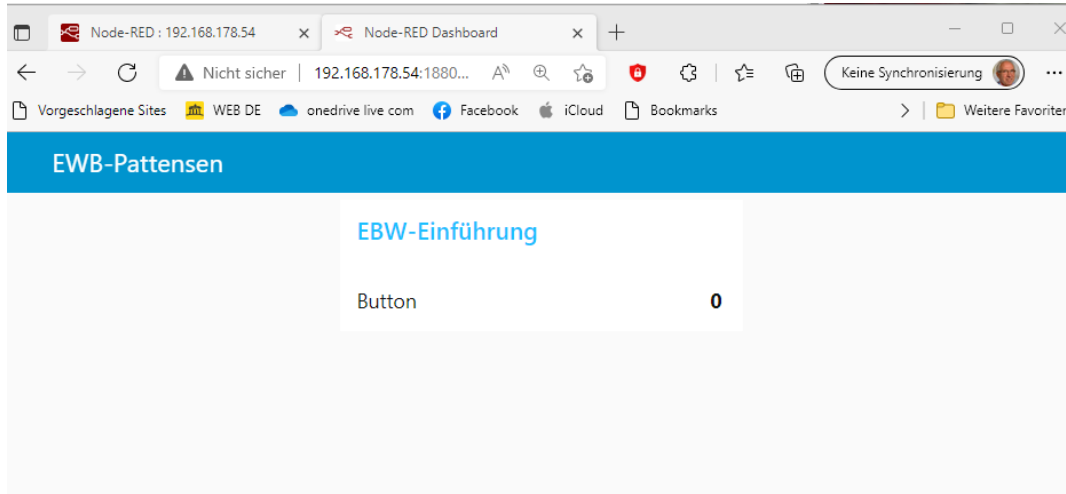 Node-RED : 192.168.178.54 Node-RED Dashboard
Nicht sicher 192.168.178.54:1880... Keine Synchronisierung
Vorgeschlagene Sites WEB DE onedrive live com Facebook iCloud Bookmarks Weitere Favoriten
EWB-Pattensen
EBW-Einführung
Button 0